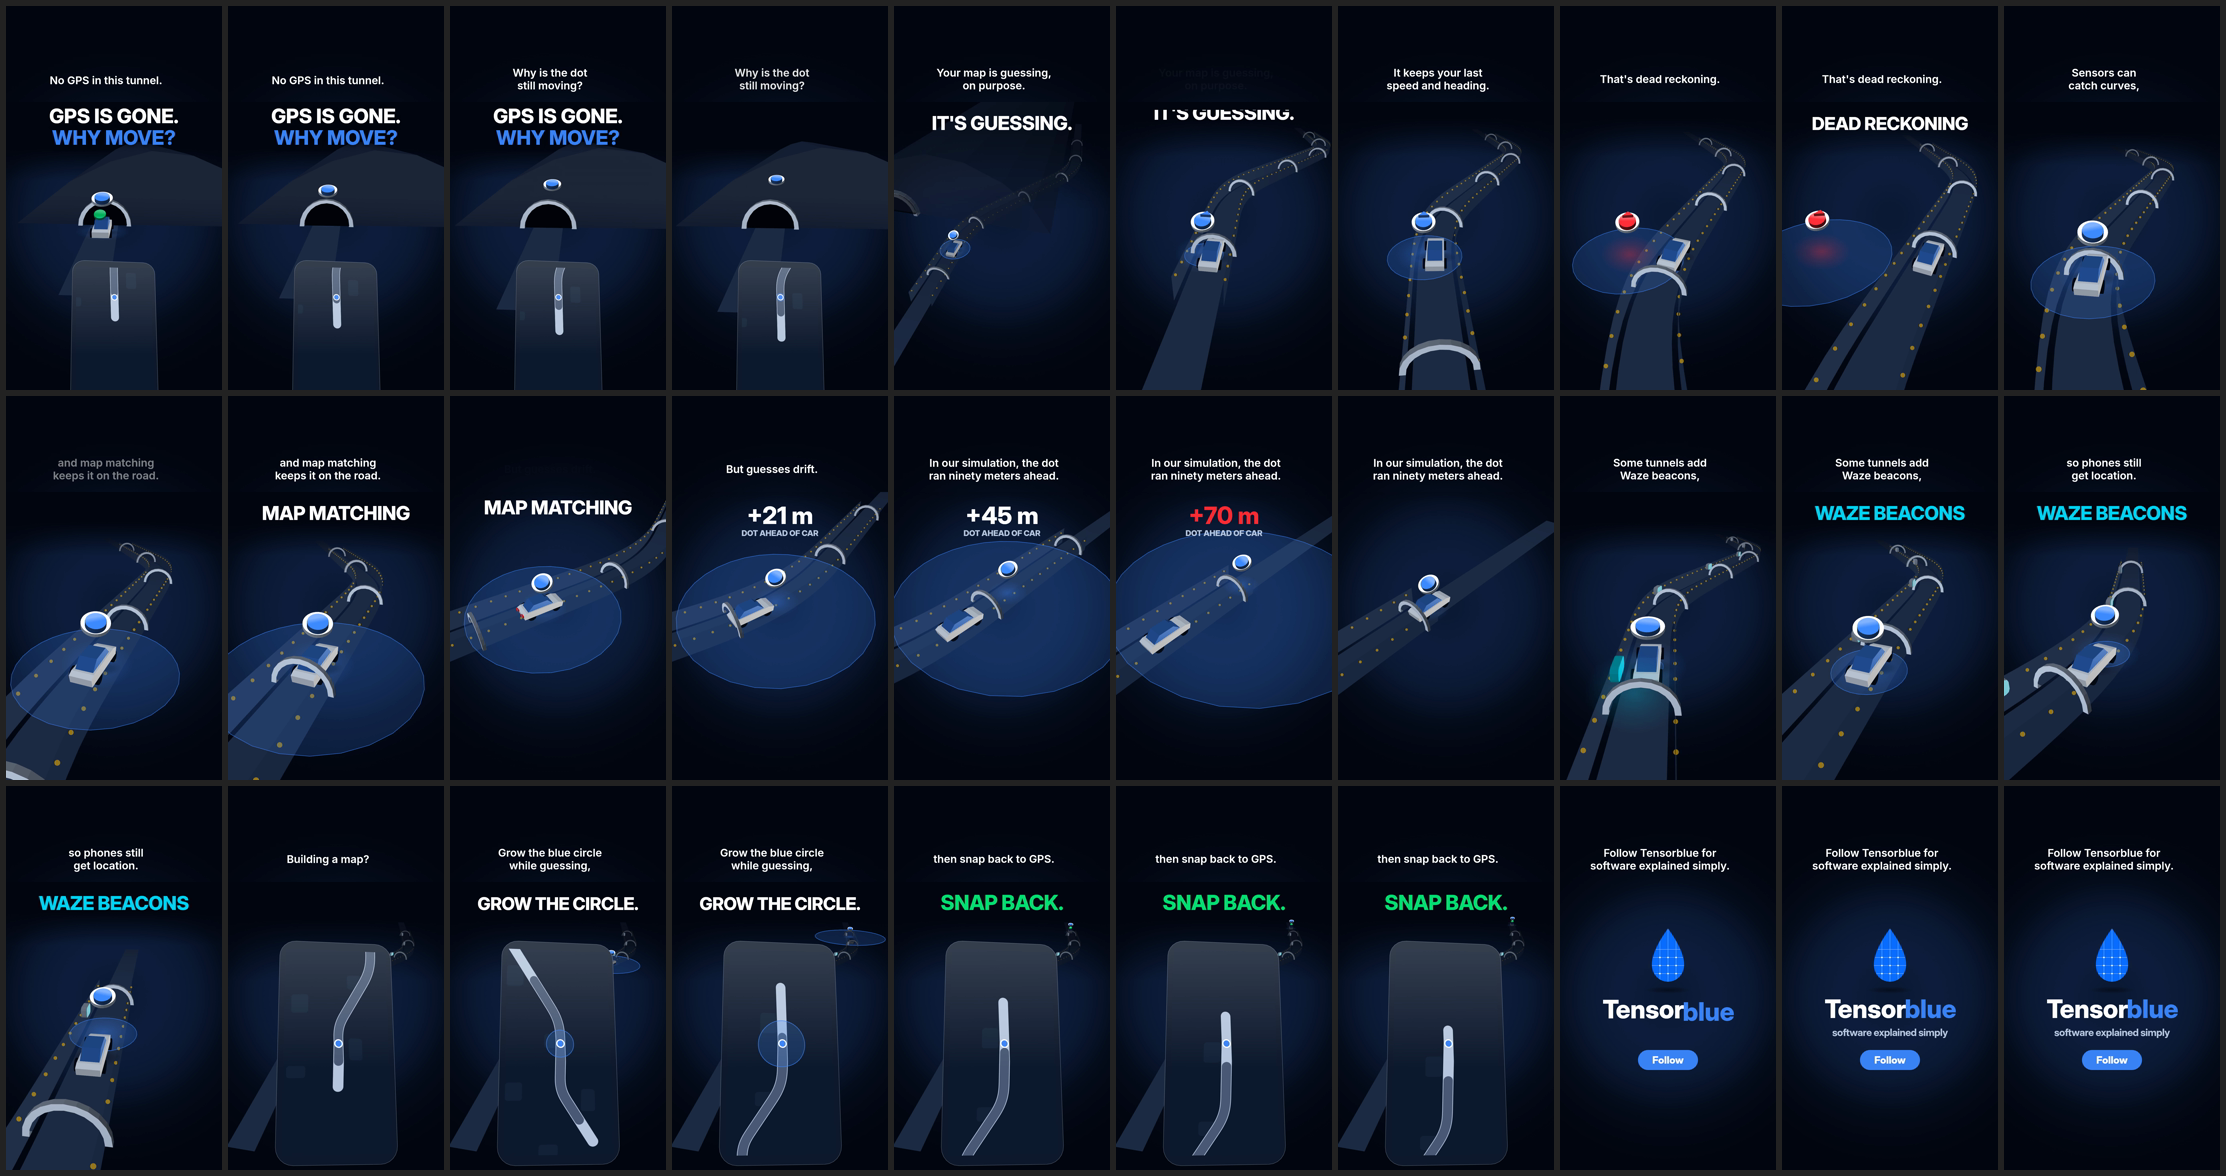 No GPS in this tunnel.
GPS IS GONE.
WHY MOVE?
No GPS in this tunnel.
GPS IS GONE.
WHY MOVE?
Why is the dot
still moving?
GPS IS GONE.
WHY MOVE?
Why is the dot
still moving?
Your map is guessing,
on purpose.
IT'S GUESSING.
Your map is guessing,
on purpose.
IT'S GUESSING.
It keeps your last
speed and heading.
That's dead reckoning.
That's dead reckoning.
DEAD RECKONING
Sensors can
catch curves,
and map matching
keeps it on the road.
and map matching
keeps it on the road.
MAP MATCHING
MAP MATCHING
But guesses drift.
+21 m
DOT AHEAD OF CAR
In our simulation, the dot
ran ninety meters ahead.
+45 m
DOT AHEAD OF CAR
In our simulation, the dot
ran ninety meters ahead.
+70 m
DOT AHEAD OF CAR
In our simulation, the dot
ran ninety meters ahead.
Some tunnels add
Waze beacons,
Some tunnels add
Waze beacons,
WAZE BEACONS
so phones still
get location.
WAZE BEACONS
so phones still
get location.
WAZE BEACONS
Building a map?
Grow the blue circle
while guessing,
GROW THE CIRCLE.
Grow the blue circle
while guessing,
GROW THE CIRCLE.
then snap back to GPS.
SNAP BACK.
then snap back to GPS.
SNAP BACK.
then snap back to GPS.
SNAP BACK.
Follow Tensorblue for
software explained simply.
Tensorblue
Follow
Follow Tensorblue for
software explained simply.
Tensorblue
software explained simply
Follow
Follow Tensorblue for
software explained simply.
Tensorblue
software explained simply
Follow